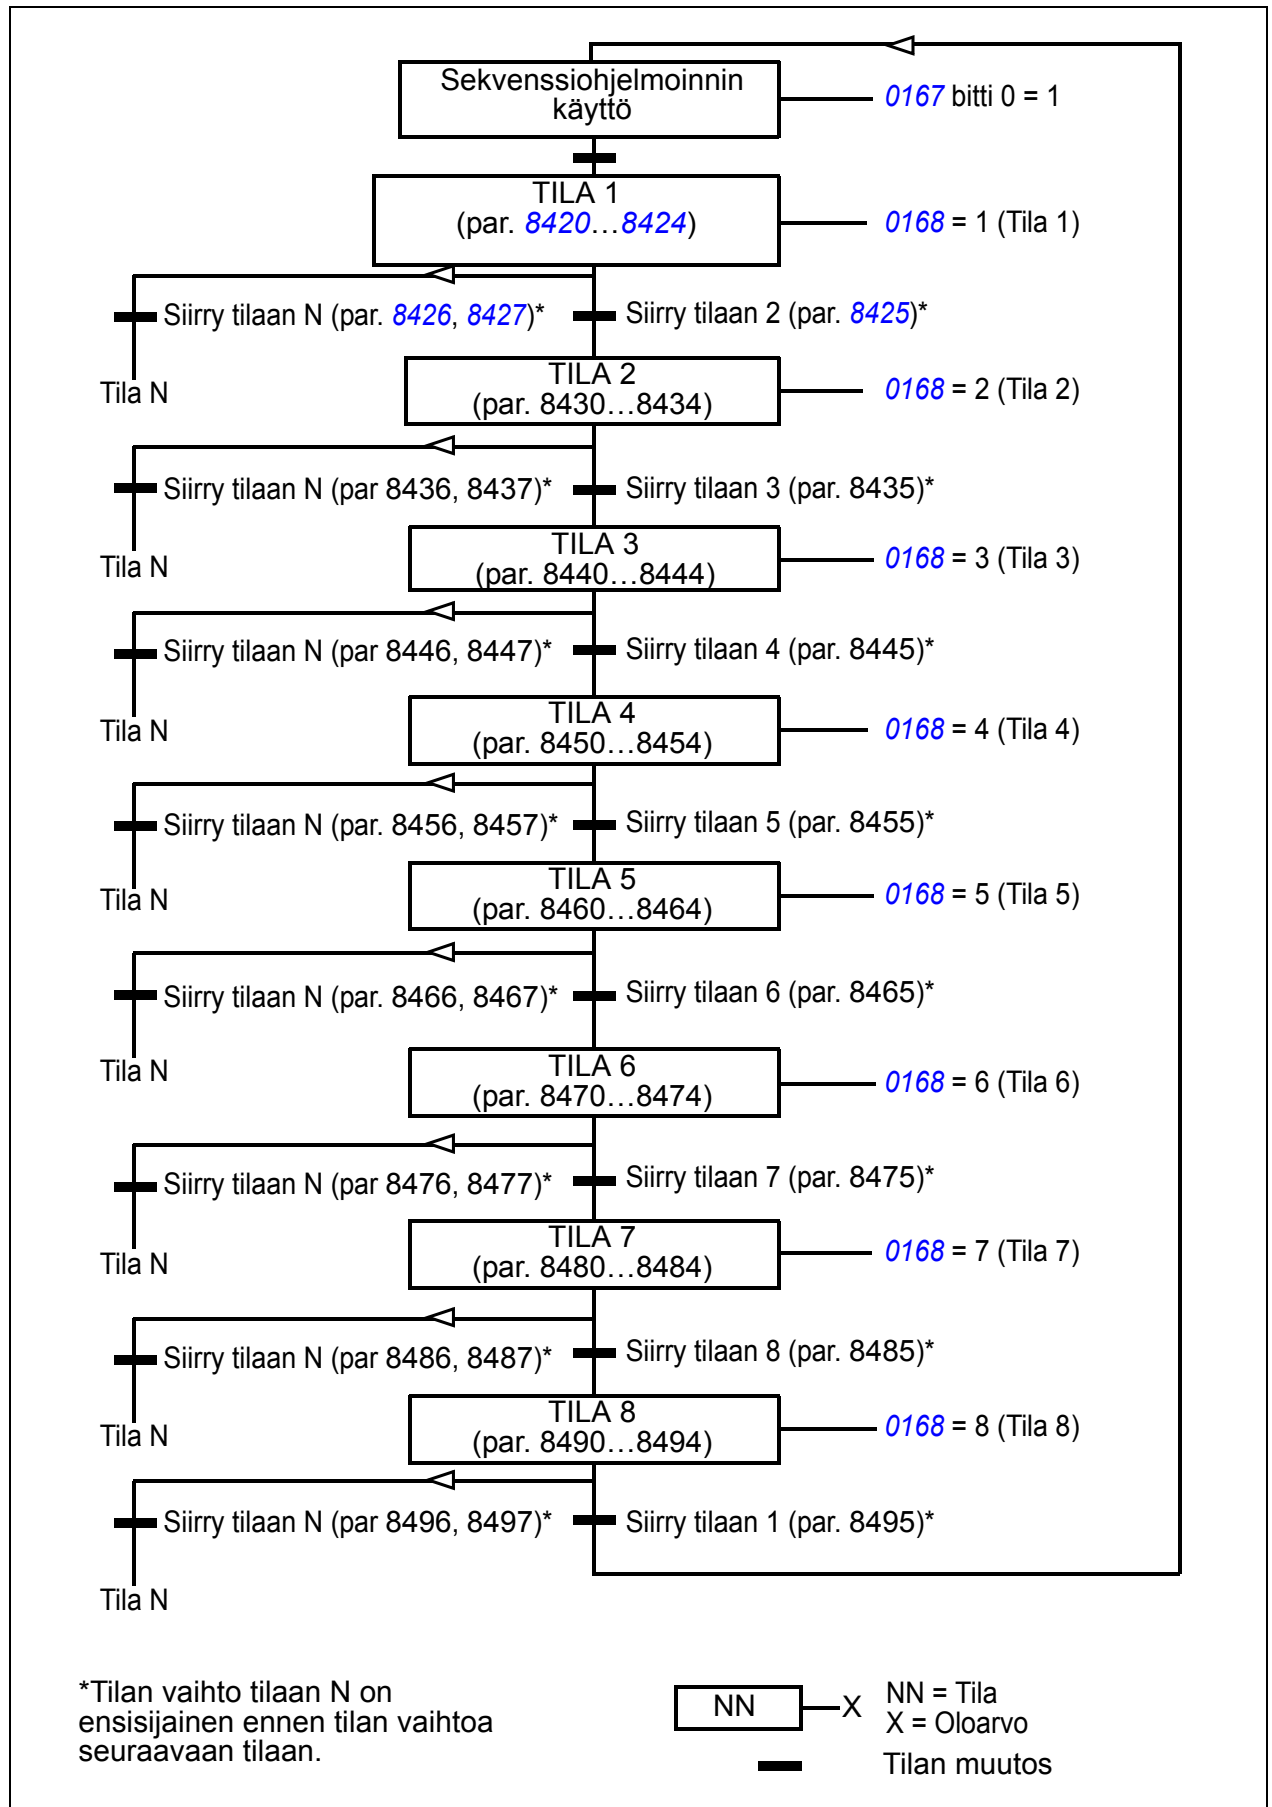 Sekvenssiohjelmoinnin
käyttö
0167 bitti 0 = 1
TILA 1
(par. 8420…8424)
0168 = 1 (Tila 1)
Siirry tilaan N (par. 8426, 8427)*
Siirry tilaan 2 (par. 8425)*
Tila N
TILA 2
(par. 8430…8434)
0168 = 2 (Tila 2)
Siirry tilaan N (par 8436, 8437)*
Siirry tilaan 3 (par. 8435)*
Tila N
TILA 3
(par. 8440…8444)
0168 = 3 (Tila 3)
Siirry tilaan N (par 8446, 8447)*
Siirry tilaan 4 (par. 8445)*
Tila N
TILA 4
(par. 8450…8454)
0168 = 4 (Tila 4)
Siirry tilaan N (par. 8456, 8457)*
Siirry tilaan 5 (par. 8455)*
Tila N
TILA 5
(par. 8460…8464)
0168 = 5 (Tila 5)
Siirry tilaan N (par. 8466, 8467)*
Siirry tilaan 6 (par. 8465)*
Tila N
TILA 6
(par. 8470…8474)
0168 = 6 (Tila 6)
Siirry tilaan N (par 8476, 8477)*
Siirry tilaan 7 (par. 8475)*
Tila N
TILA 7
(par. 8480…8484)
0168 = 7 (Tila 7)
Siirry tilaan N (par 8486, 8487)*
Siirry tilaan 8 (par. 8485)*
Tila N
TILA 8
(par. 8490…8494)
0168 = 8 (Tila 8)
Siirry tilaan N (par 8496, 8497)*
Siirry tilaan 1 (par. 8495)*
Tila N
*Tilan vaihto tilaan N on
ensisijainen ennen tilan vaihtoa
seuraavaan tilaan.
NN
X
NN = Tila
X = Oloarvo
Tilan muutos